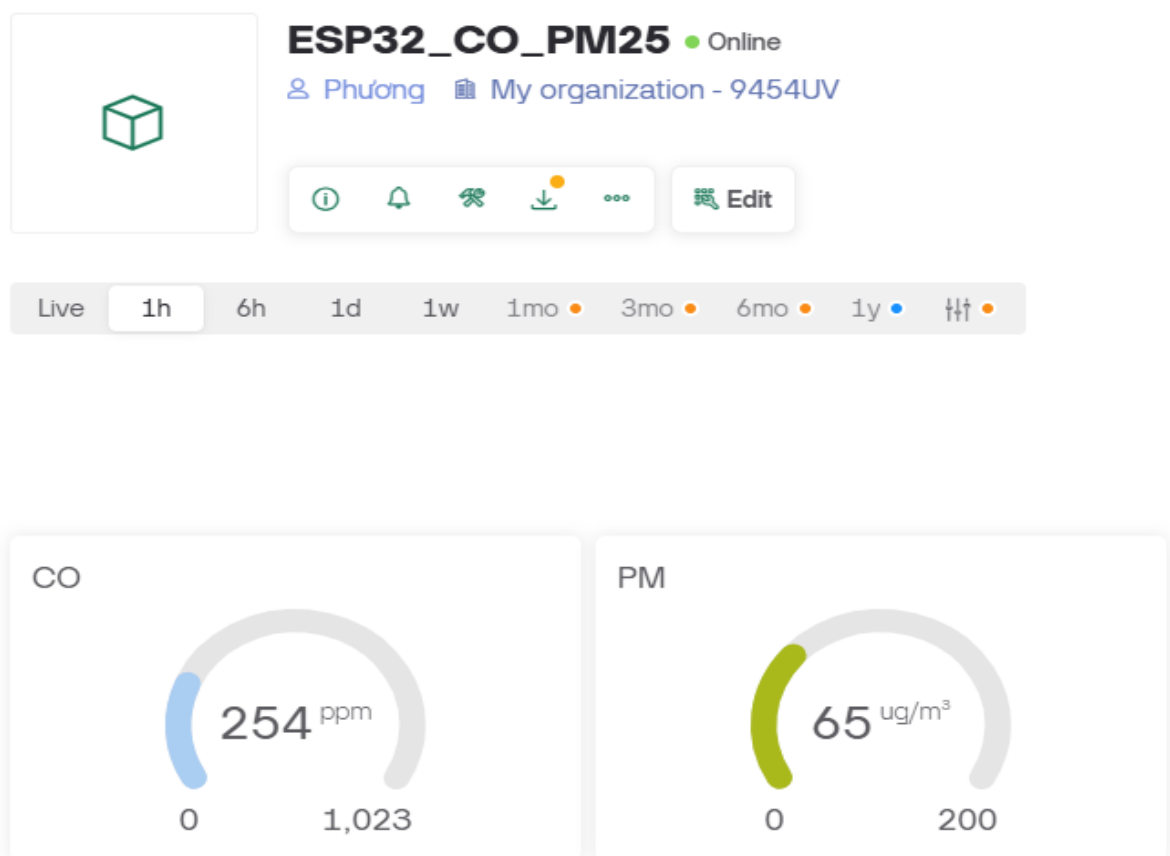 ESP32_CO_PM25 Online
Phương My organization - 9454UV
Edit
Live 1h 6h 1d 1w 1mo 3mo 6mo 1y
CO
254 ppm
0 1,023
PM
65 ug/m³
0 200